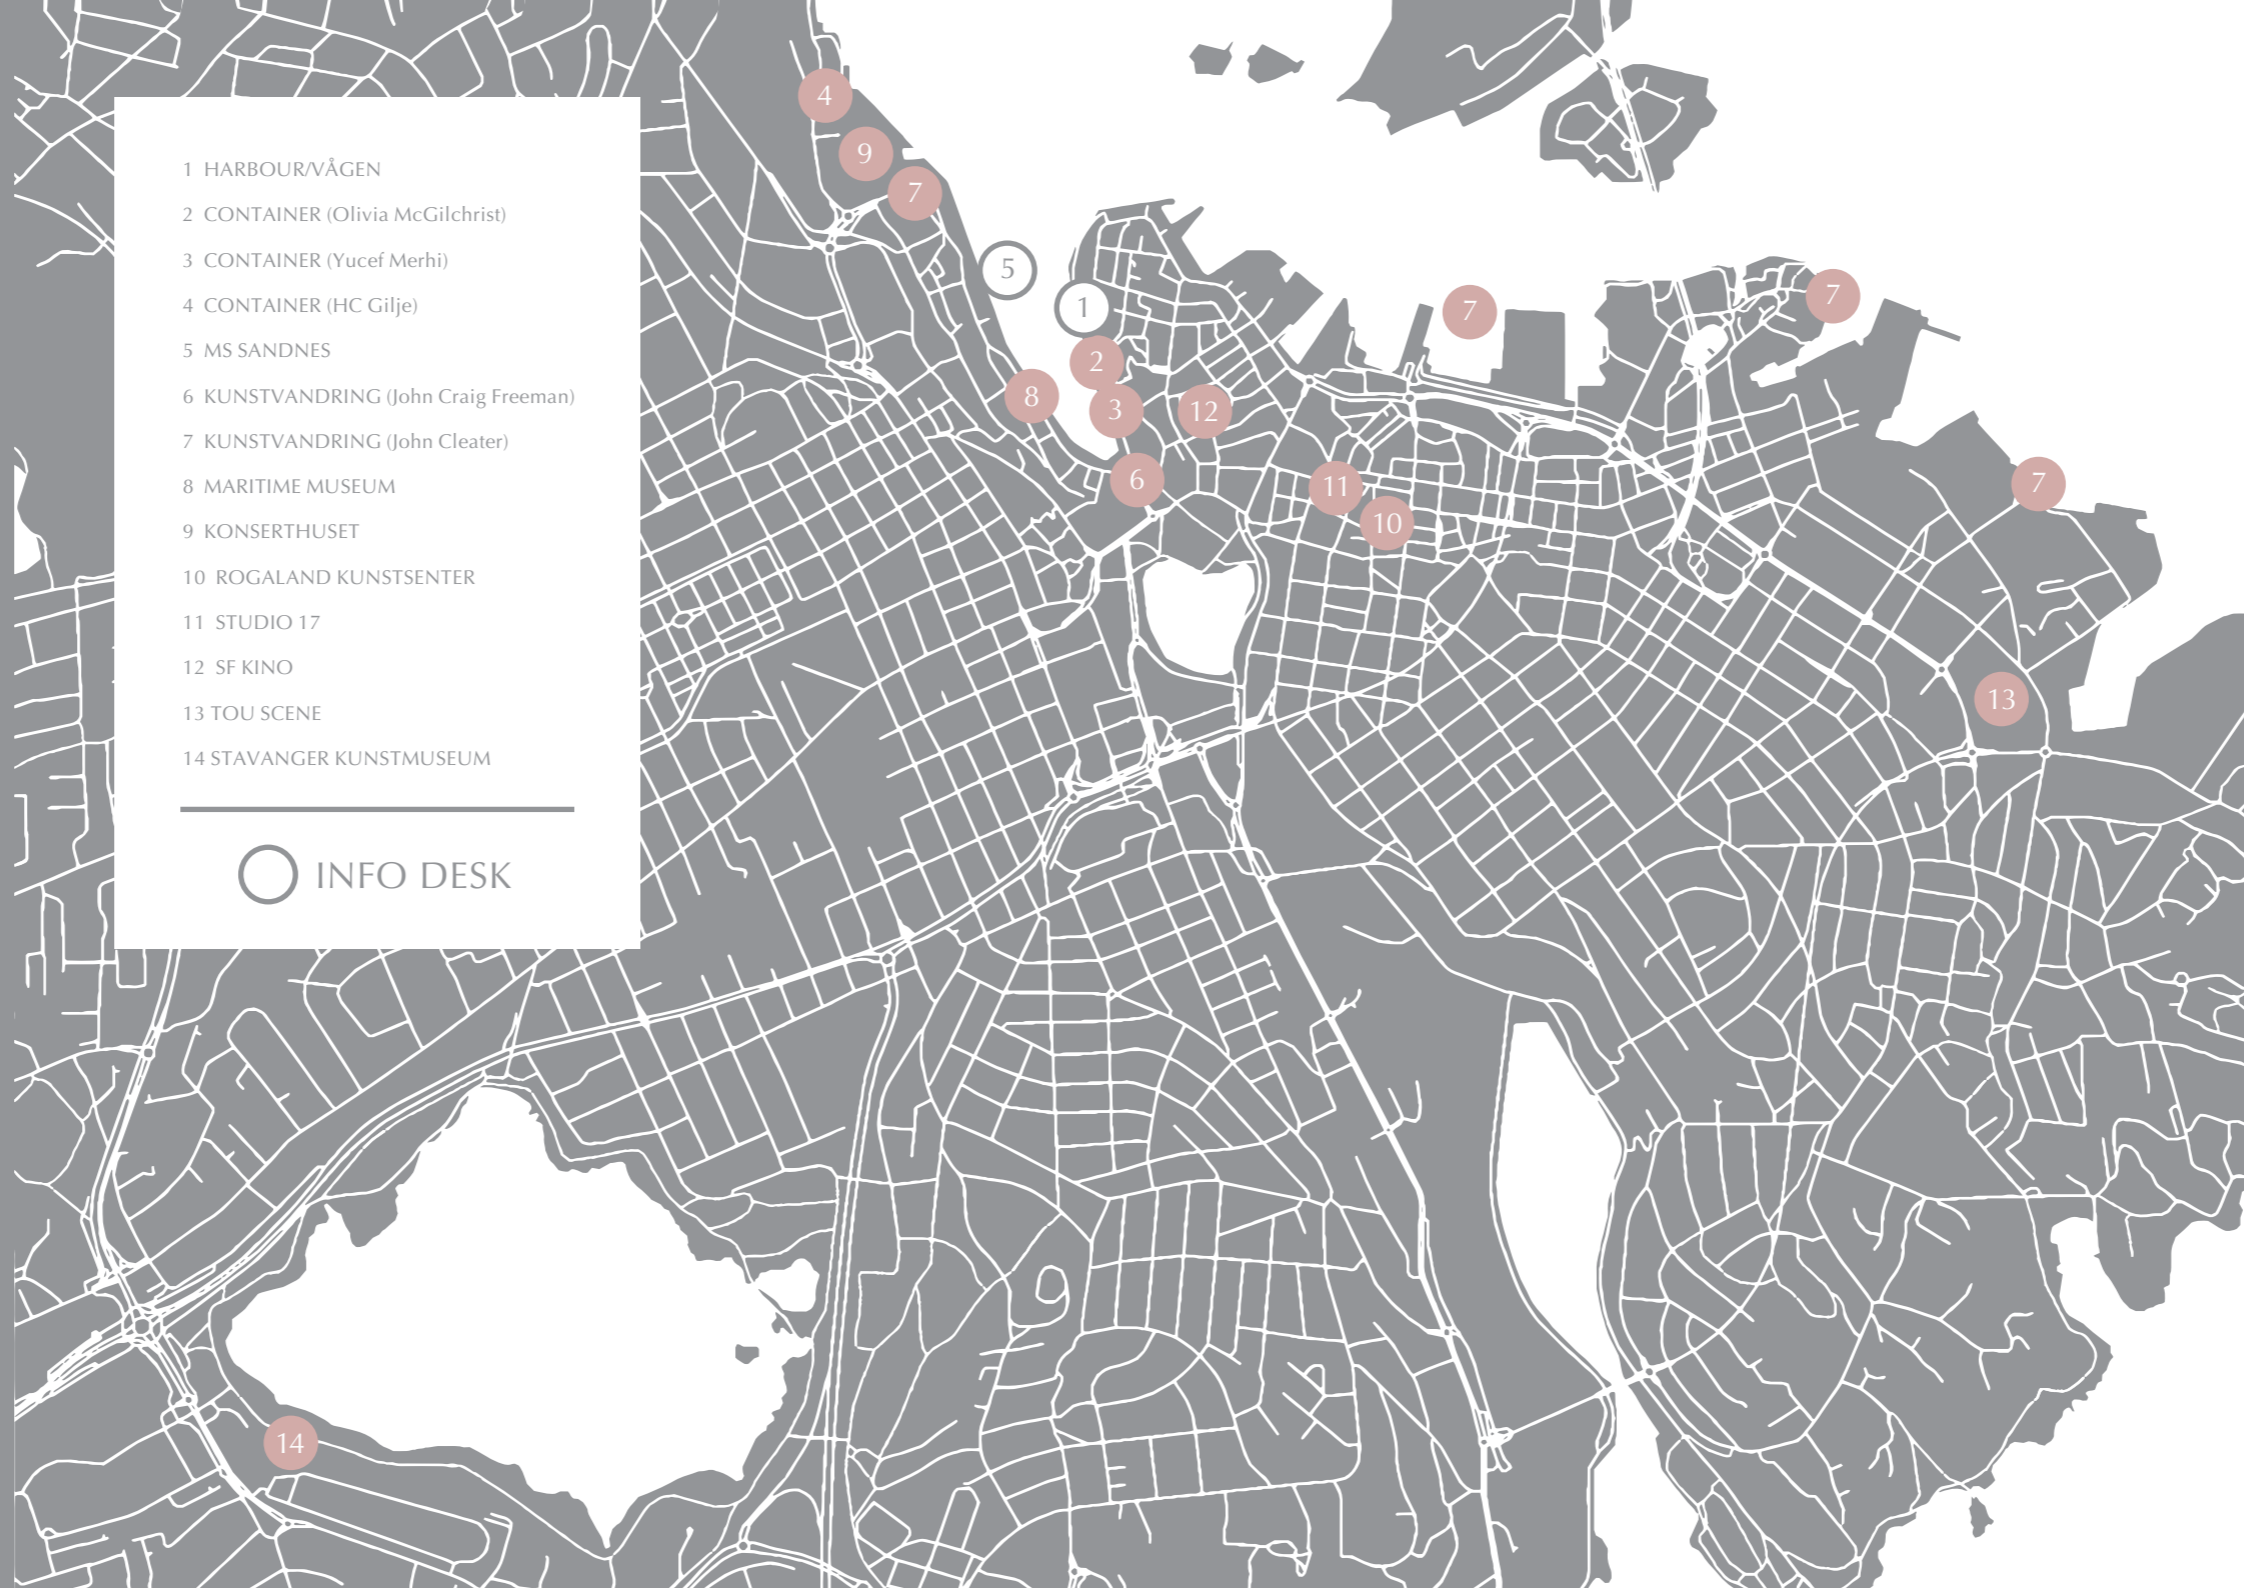 1 HARBOUR/VÅGEN
2 CONTAINER (Olivia McGilchrist)
3 CONTAINER (Yucef Merhi)
4 CONTAINER (HC Gilje)
5 MS SANDNES
6 KUNSTVANDRING (John Craig Freeman)
7 KUNSTVANDRING (John Cleater)
8 MARITIME MUSEUM
9 KONSERTHUSET
10 ROGALAND KUNSTSENTER
11 STUDIO 17
12 SF KINO
13 TOU SCENE
14 STAVANGER KUNSTMUSEUM
INFO DESK
4
9
7
5
1
7
7
2
8
3
12
6
11
10
7
13
14